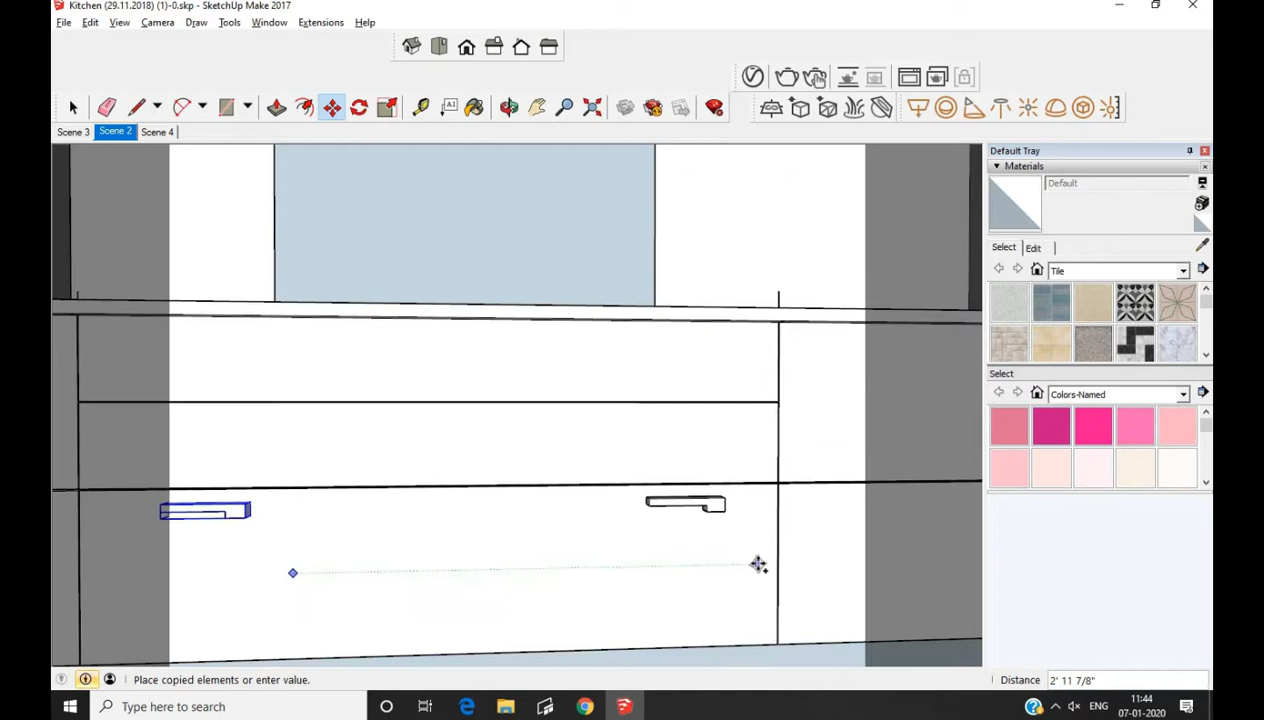 Kitchen (29.11.2018) (1)-0.skp - SketchUp Make 2017
File Edit View Camera Draw Tools Window Extensions Help
A1
Scene 3 Scene 2 Scene 4
Default Tray
Materials
Default
Select Edit
Tile
Select
Colors-Named
Place copied elements or enter value.
Distance 2' 11 7/8"
Type here to search
ENG
11:44
07-01-2020